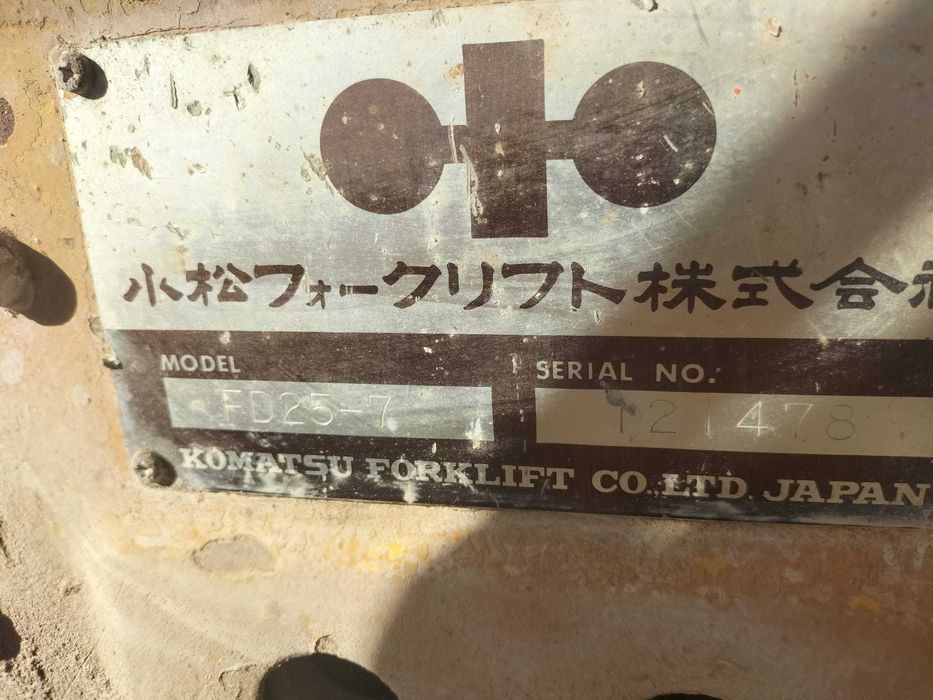 小松フォークリフト株式会社
MODEL SERIAL NO.
FD25-7 121478
KOMATSU FORKLIFT CO.,LTD. JAPAN